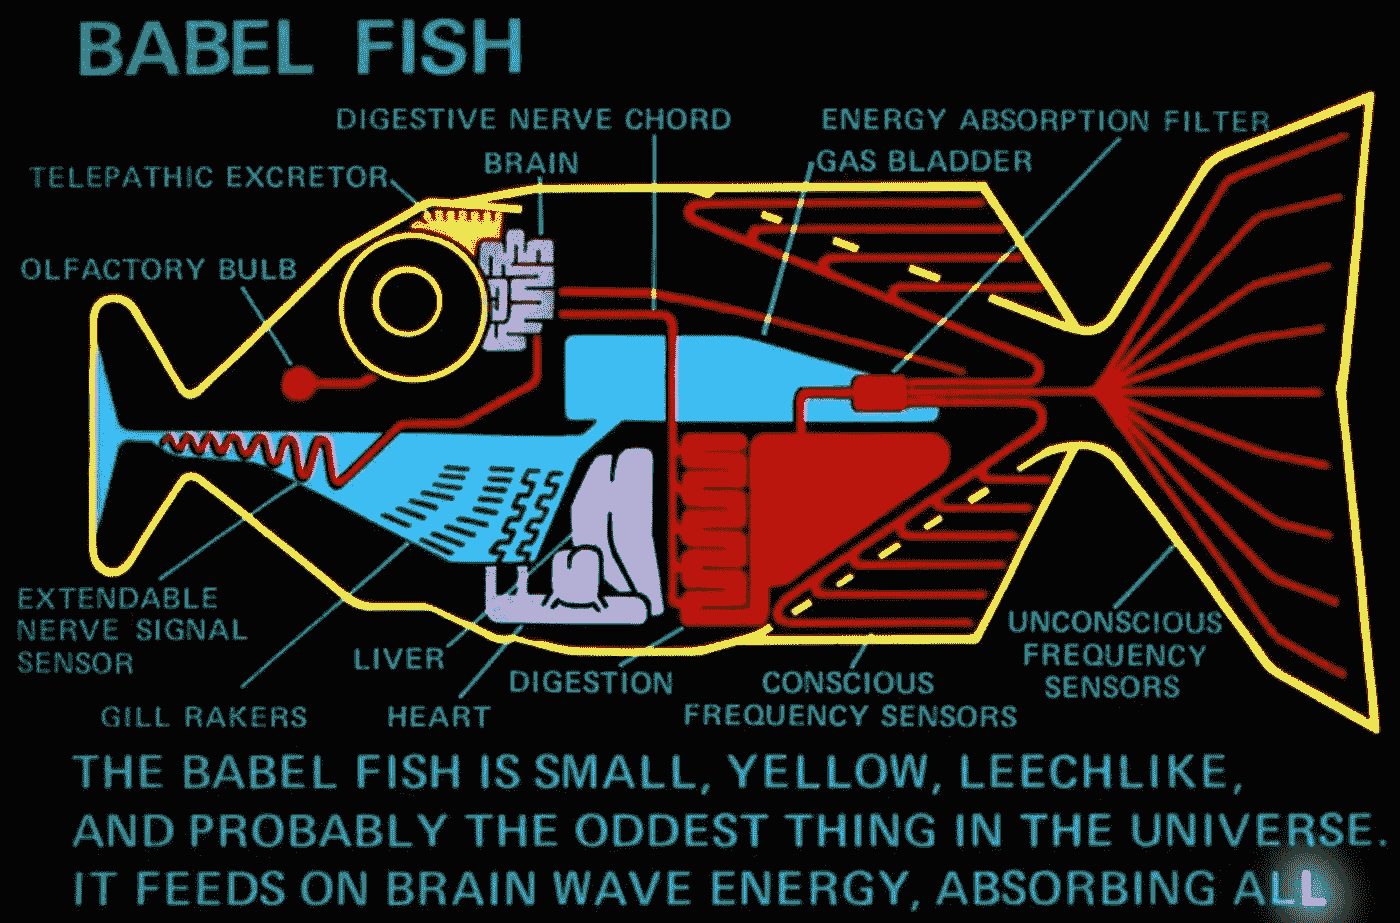 BABEL FISH
DIGESTIVE NERVE CHORD
ENERGY ABSORPTION FILTER
BRAIN
GAS BLADDER
TELEPATHIC EXCRETOR
OLFACTORY BULB
EXTENDABLE
NERVE SIGNAL
SENSOR
GILL RAKERS
LIVER
HEART
DIGESTION
CONSCIOUS
FREQUENCY SENSORS
UNCONSCIOUS
FREQUENCY
SENSORS
THE BABEL FISH IS SMALL, YELLOW, LEECHLIKE,
AND PROBABLY THE ODDEST THING IN THE UNIVERSE.
IT FEEDS ON BRAIN WAVE ENERGY, ABSORBING ALL